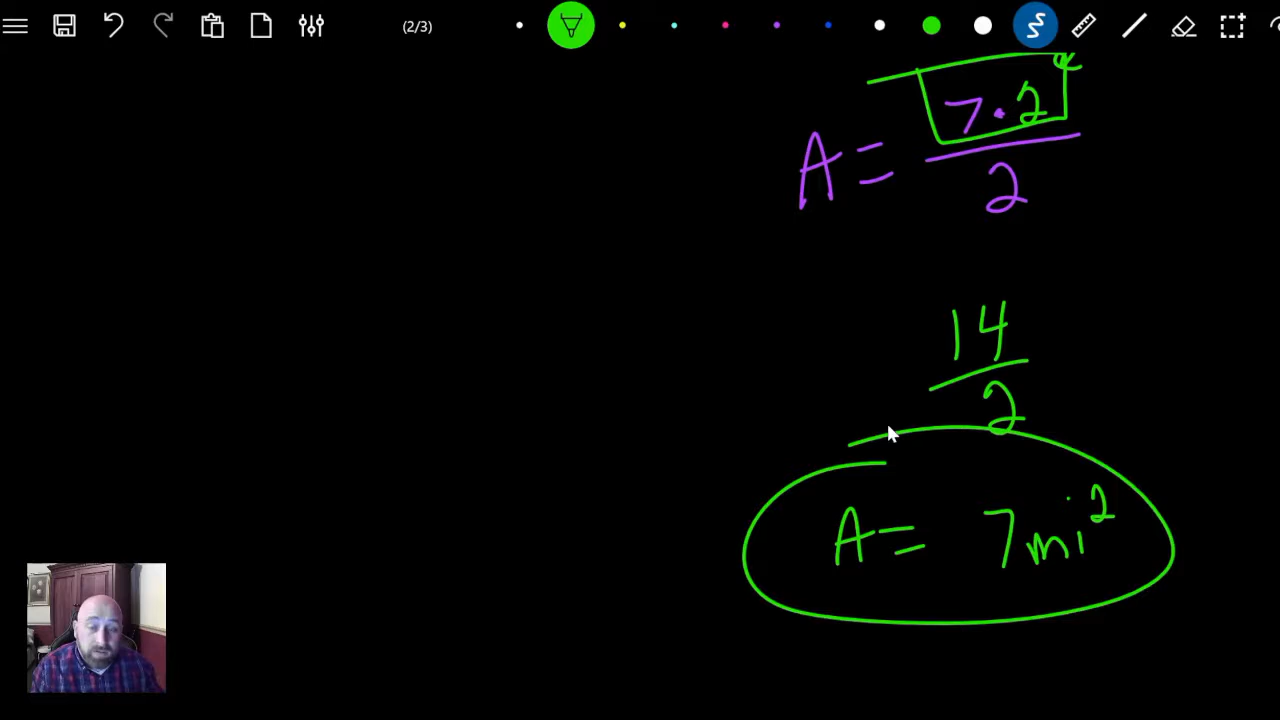 (2/3)
A = 7 · 2 / 2
14 / 2
A = 7 mi²